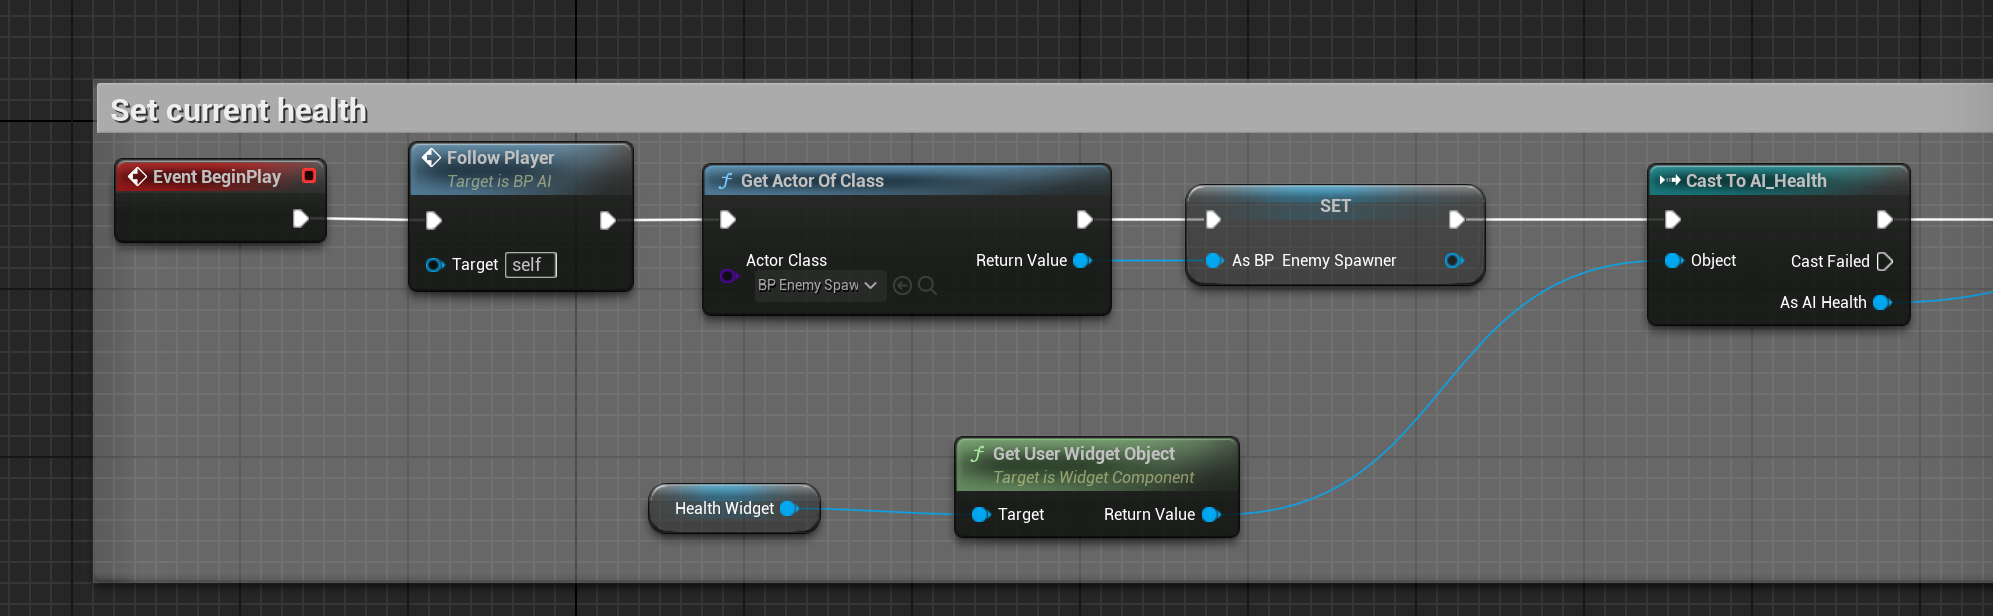 Set current health
Event BeginPlay
Follow Player
Target is BP AI
Target self
Get Actor Of Class
Actor Class
BP Enemy Spaw
Return Value
SET
As BP Enemy Spawner
Cast To AI_Health
Object
Cast Failed
As AI Health
Health Widget
Get User Widget Object
Target is Widget Component
Target
Return Value